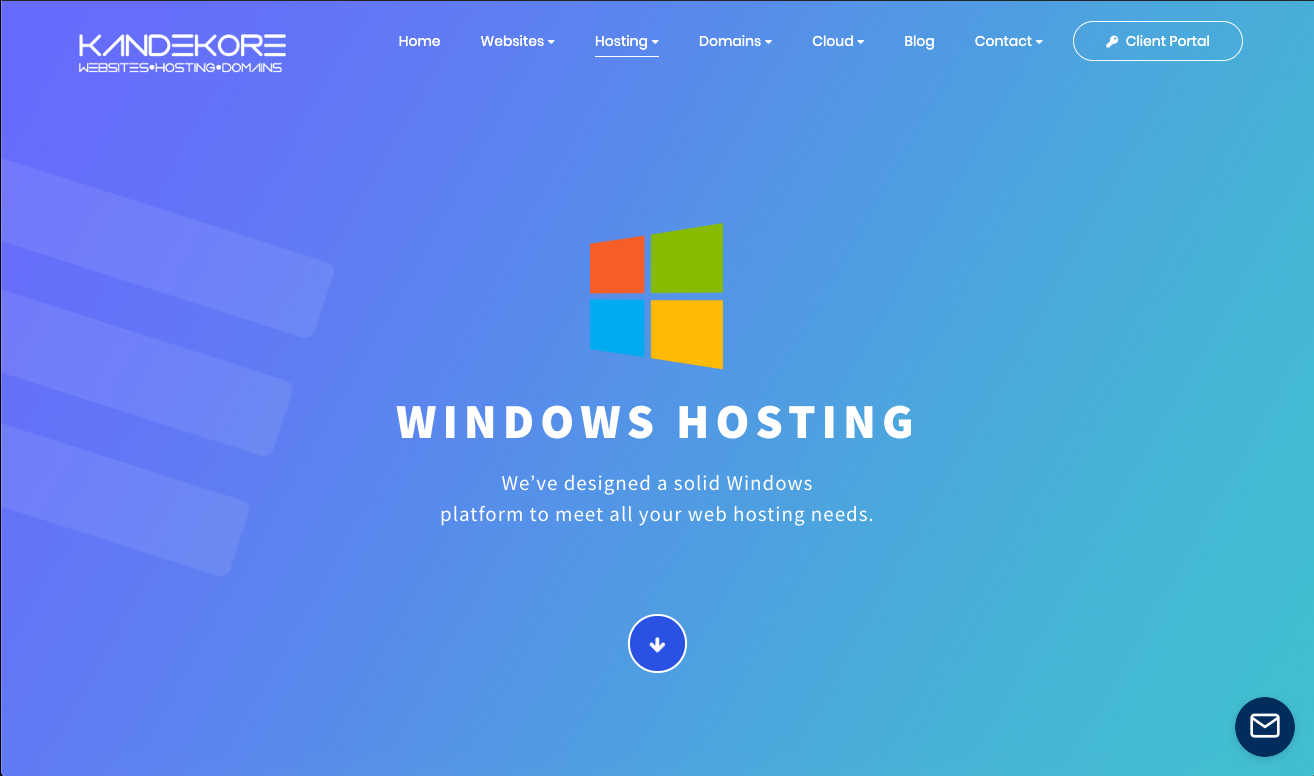 KANDEKORE
WEBSITES•HOSTING•DOMAINS
Home
Websites
Hosting
Domains
Cloud
Blog
Contact
Client Portal
WINDOWS HOSTING
We’ve designed a solid Windows
platform to meet all your web hosting needs.